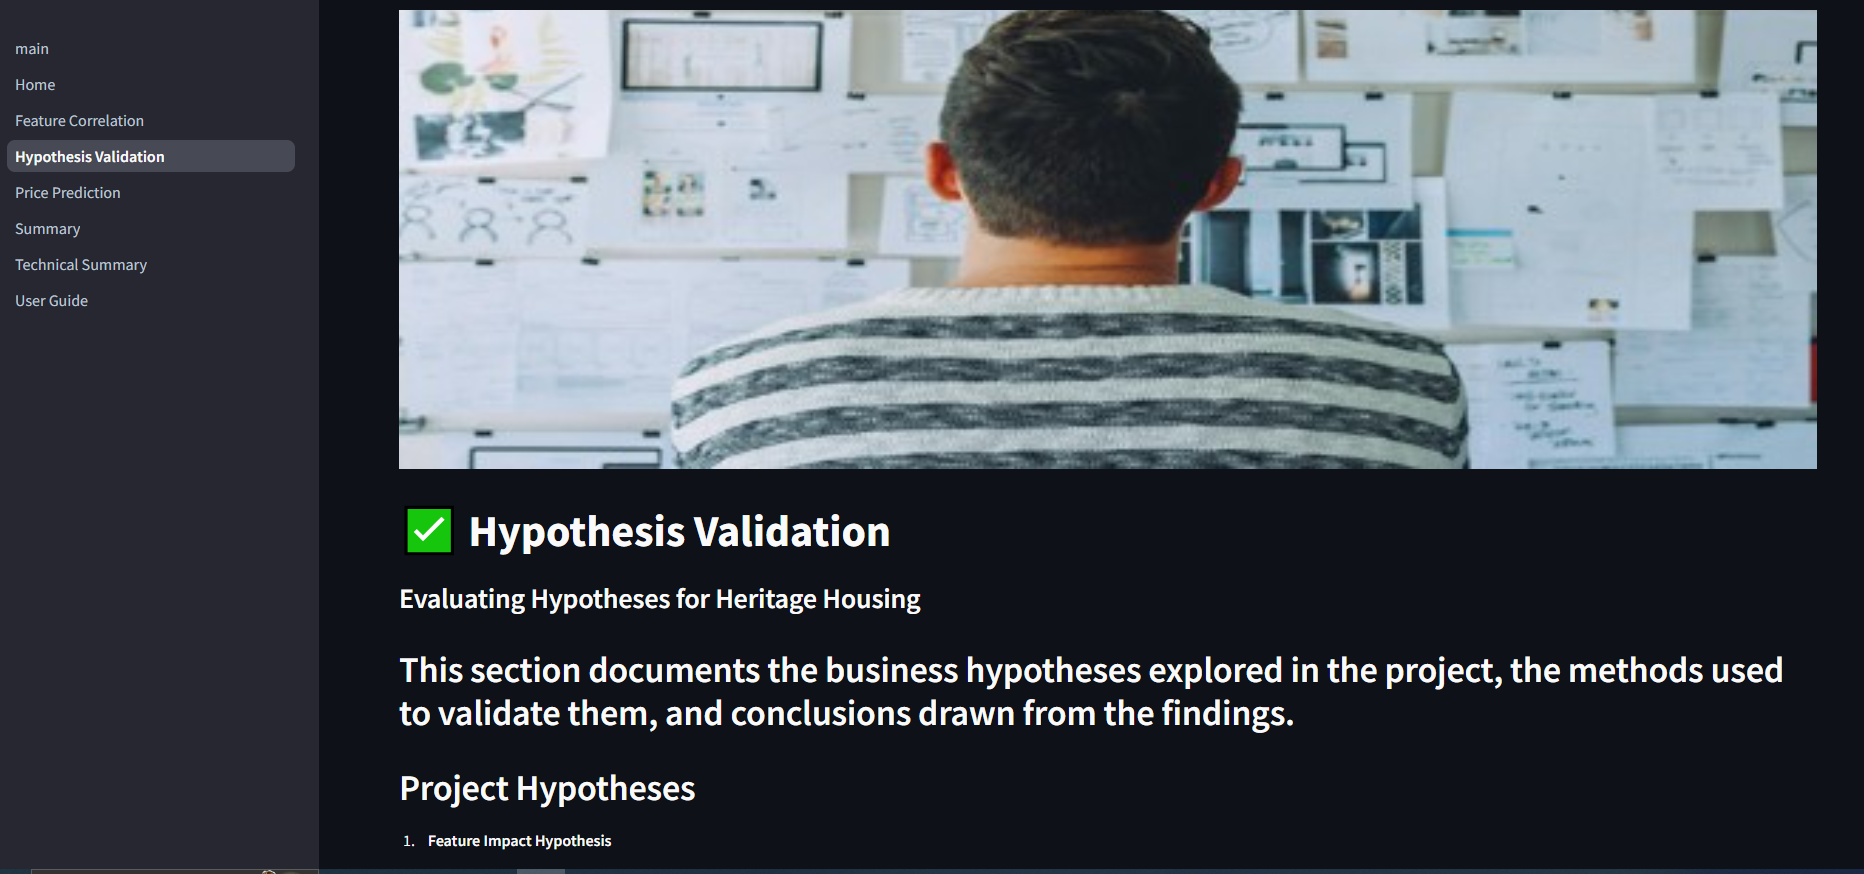 main
Home
Feature Correlation
Hypothesis Validation
Price Prediction
Summary
Technical Summary
User Guide
✅ Hypothesis Validation
Evaluating Hypotheses for Heritage Housing
This section documents the business hypotheses explored in the project, the methods used
to validate them, and conclusions drawn from the findings.
Project Hypotheses
1. Feature Impact Hypothesis